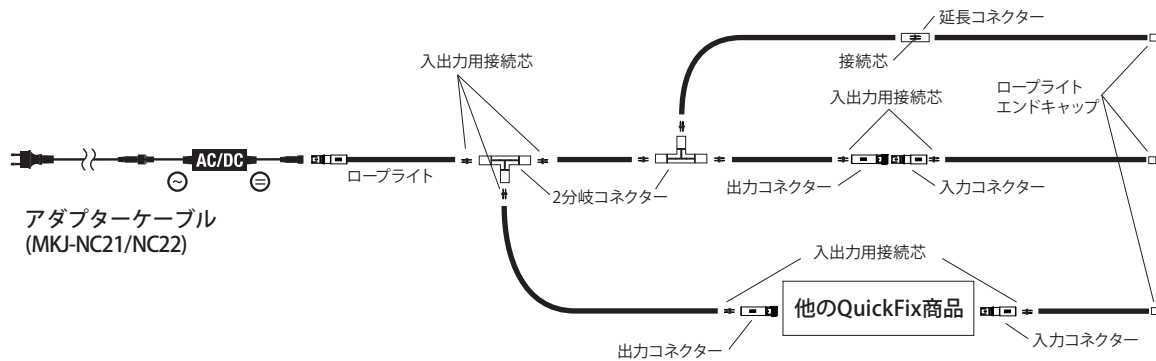 延長コネクター
入出力用接続芯
接続芯
ロープライト
エンドキャップ
入出力用接続芯
AC/DC
ロープライト
2分岐コネクター
出力コネクター
入力コネクター
アダプターケーブル
(MKJ-NC21/NC22)
入出力用接続芯
他のQuickFix商品
出力コネクター
入力コネクター